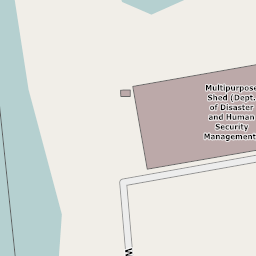 Multipurpose
Shed (Dept.
of Disaster
and Human
Security
Management